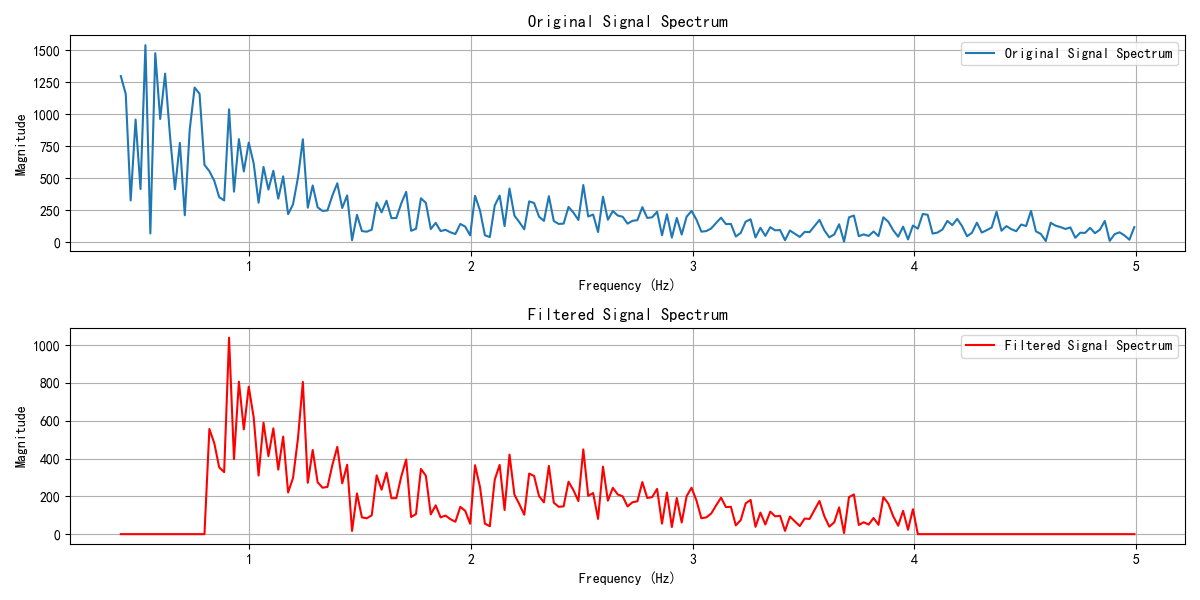 Original Signal Spectrum
Original Signal Spectrum
Magnitude
1500
1250
1000
750
500
250
0
1 2 3 4 5
Frequency (Hz)
Filtered Signal Spectrum
Filtered Signal Spectrum
Magnitude
1000
800
600
400
200
0
1 2 3 4 5
Frequency (Hz)